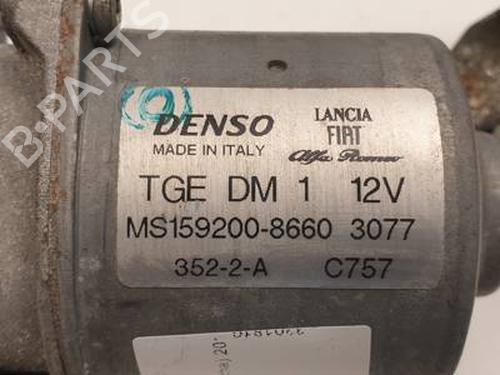 (0)
B-PARTS
DENSO
LANCIA
FIAT
Alfa Romeo
MADE IN ITALY
TGE DM 1 12V
MS159200-8660 3077
352-2-A C757